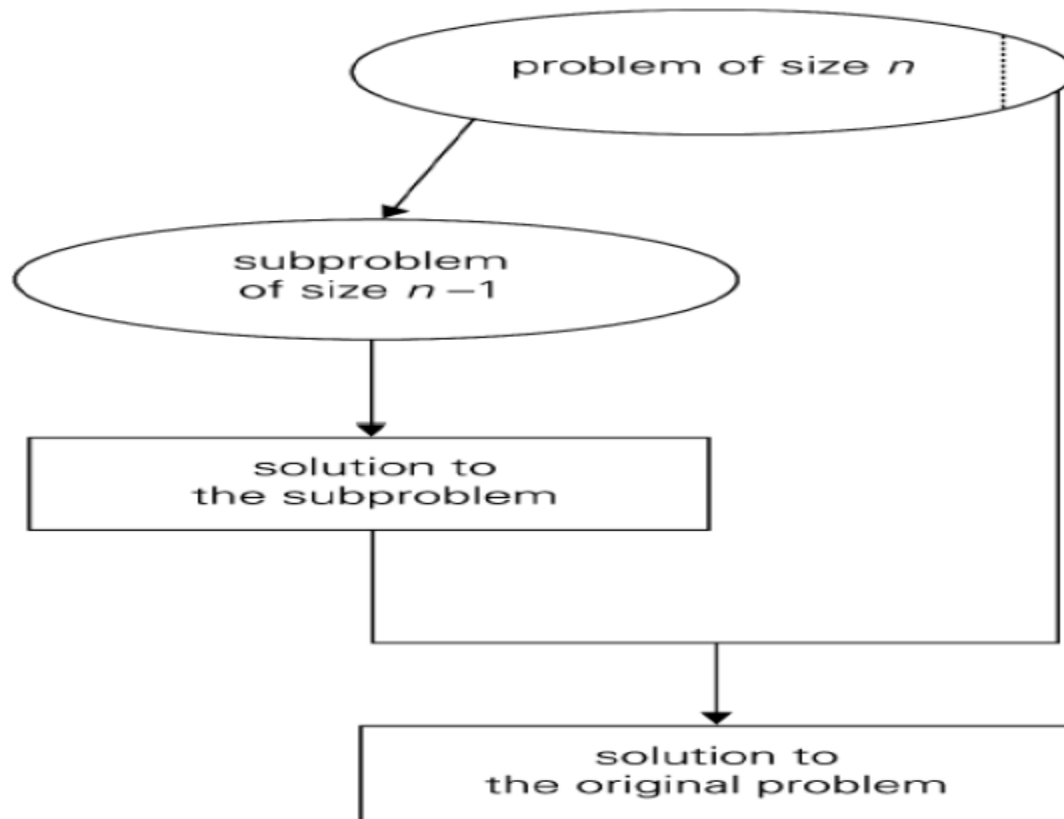 problem of size n
subproblem
of size n–1
solution to
the subproblem
solution to
the original problem